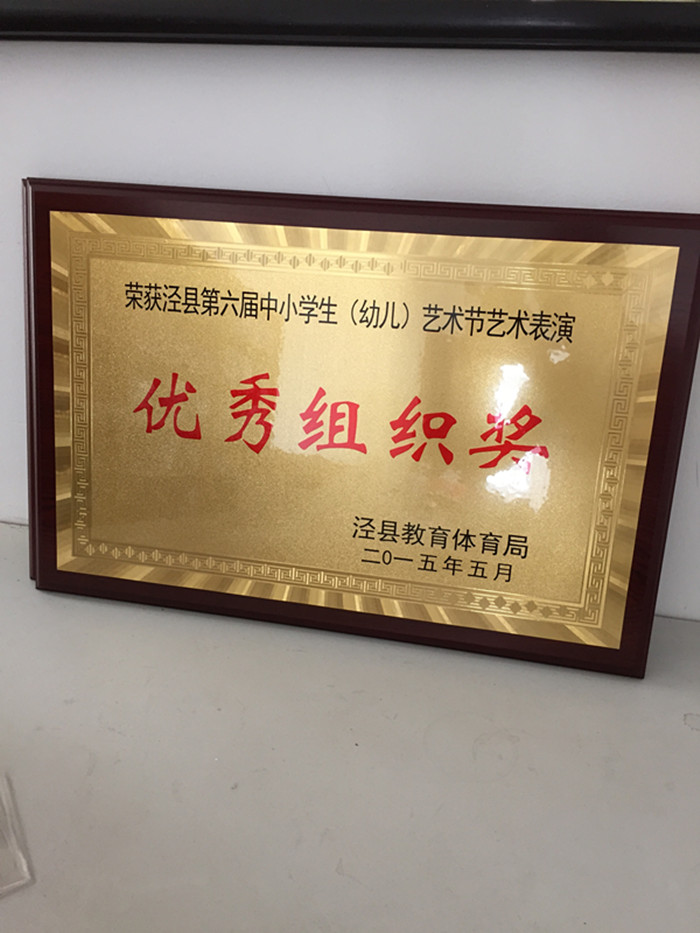 荣获泾县第六届中小学生（幼儿）艺术节艺术表演
优秀组织奖
泾县教育体育局
二0一五年五月